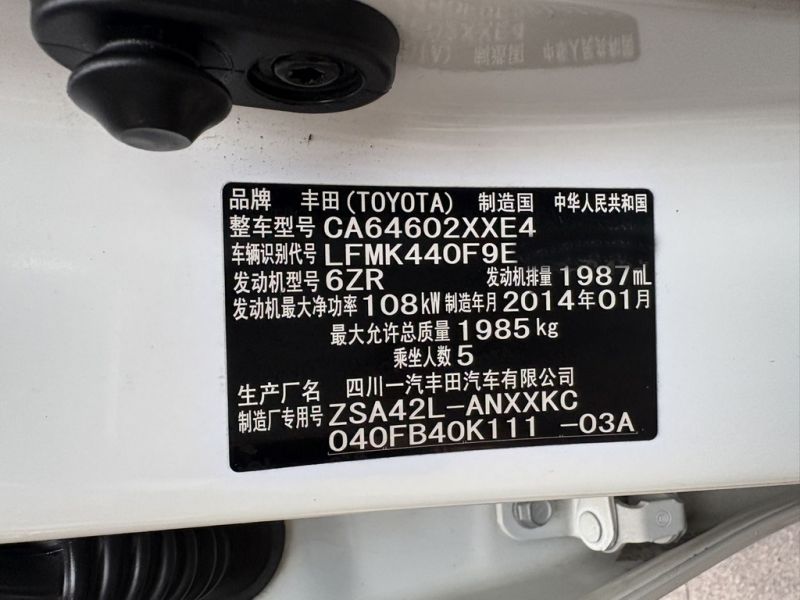 品牌 丰田(TOYOTA) 制造国 中华人民共和国
整车型号 CA64602XXE4
车辆识别代号 LFMK440F9E
发动机型号 6ZR 发动机排量 1987mL
发动机最大净功率 108kW 制造年月 2014年01月
最大允许总质量 1985kg
乘坐人数 5
生产厂名 四川一汽丰田汽车有限公司
制造厂专用号 ZSA42L-ANXXKC
040FB40K111 -03A